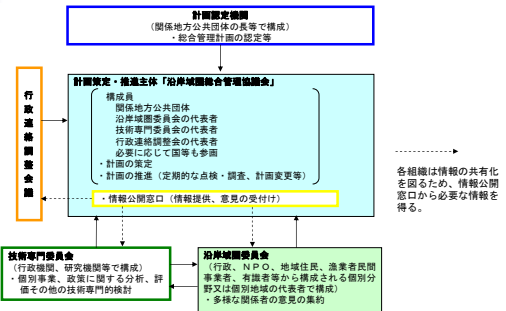 計画認定機関
（関係地方公共団体の長等で構成）
・総合管理計画の認定等
計画策定・推進主体「沿岸域圏総合管理協議会」
構成員
関係地方公共団体
沿岸域圏委員会の代表者
技術専門委員会の代表者
行政連絡調整会の代表者
必要に応じて国等も参画
・計画の策定
・計画の推進（定期的な点検・調査、計画変更等）
・情報公開窓口（情報提供、意見の受付け）
行政連絡調整会議
各組織は情報の共有化
を図るため、情報公開
窓口から必要な情報を
得る。
技術専門委員会
（行政機関、研究機関等で構成）
・個別事業、政策に関する分析、評
価その他の技術専門的検討
沿岸域圏委員会
（行政、ＮＰＯ、地域住民、漁業者民間
事業者、有識者等から構成される個別分
野又は個別地域の代表者で構成）
・多様な関係者の意見の集約